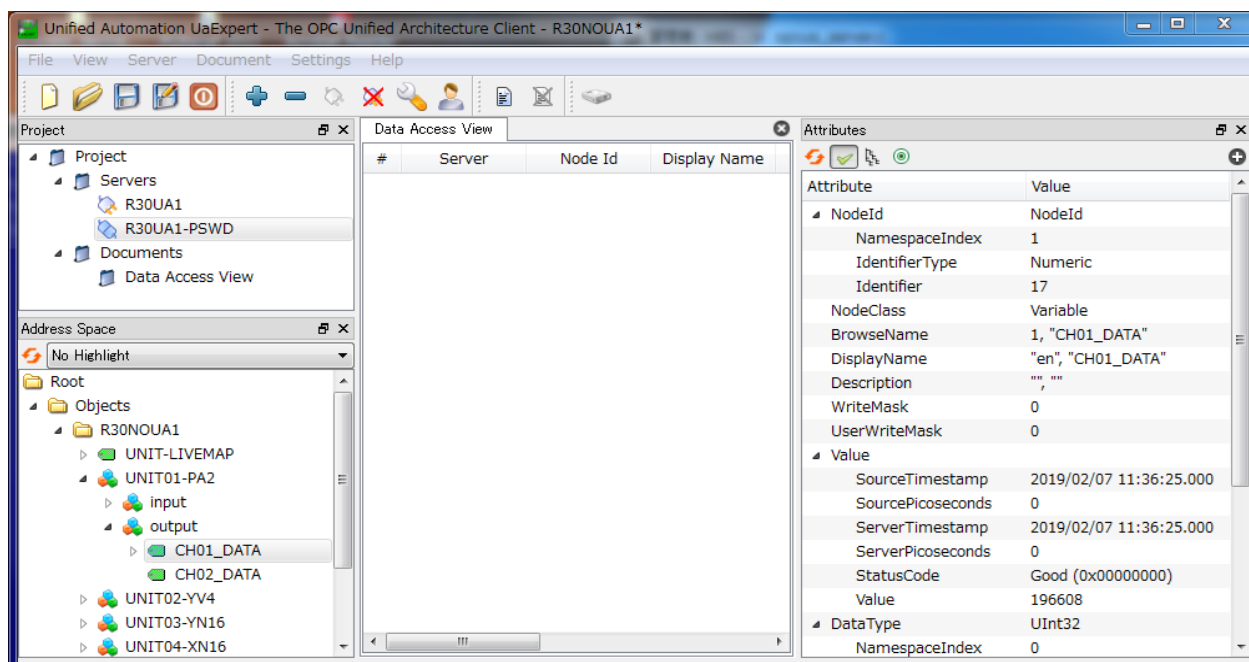 Unified Automation UaExpert - The OPC Unified Architecture Client - R30NOUA1*
File View Server Document Settings Help
Project
Project
Servers
R30UA1
R30UA1-PSWD
Documents
Data Access View
Address Space
No Highlight
Root
Objects
R30NOUA1
UNIT-LIVEMAP
UNIT01-PA2
input
output
CH01_DATA
CH02_DATA
UNIT02-YV4
UNIT03-YN16
UNIT04-XN16
Data Access View
# Server Node Id Display Name
Attributes
Attribute Value
NodeId NodeId
NamespaceIndex 1
IdentifierType Numeric
Identifier 17
NodeClass Variable
BrowseName 1, "CH01_DATA"
DisplayName "en", "CH01_DATA"
Description "", ""
WriteMask 0
UserWriteMask 0
Value
SourceTimestamp 2019/02/07 11:36:25.000
SourcePicoseconds 0
ServerTimestamp 2019/02/07 11:36:25.000
ServerPicoseconds 0
StatusCode Good (0x00000000)
Value 196608
DataType UInt32
NamespaceIndex 0